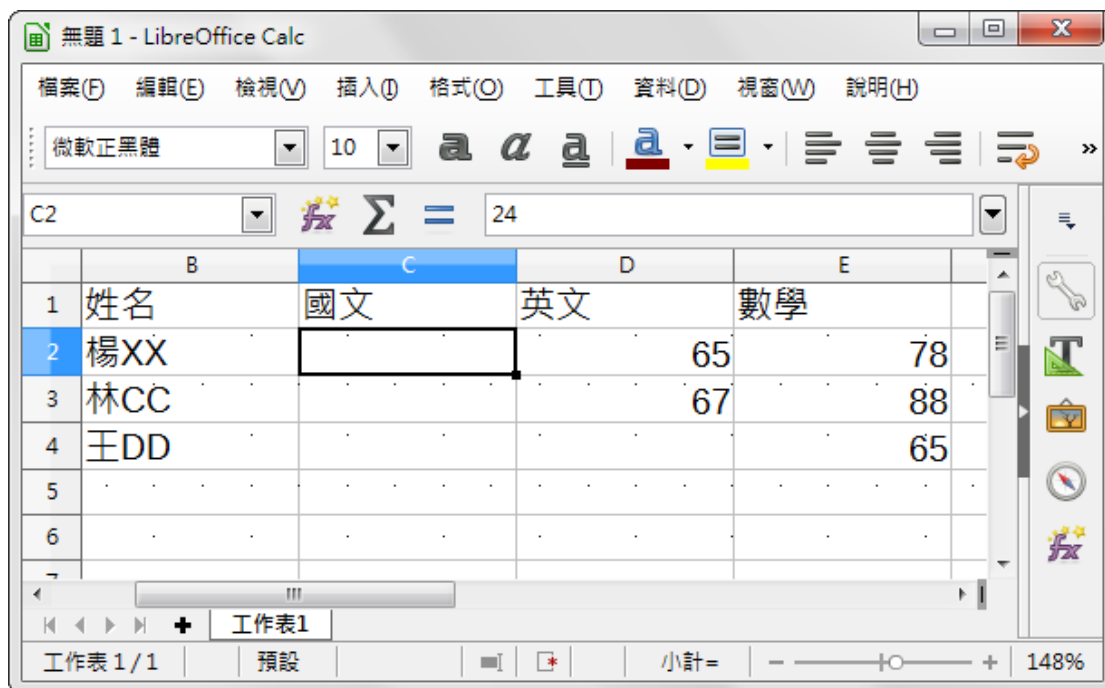 無題 1 - LibreOffice Calc
檔案(F) 編輯(E) 檢視(V) 插入(I) 格式(O) 工具(T) 資料(D) 視窗(W) 說明(H)
微軟正黑體 10 a a a a »
C2 fx Σ = 24
B C D E
1 姓名 國文 英文 數學
2 楊XX 65 78
3 林CC 67 88
4 王DD 65
5
6
工作表1
工作表 1 / 1 預設 小計= 148%